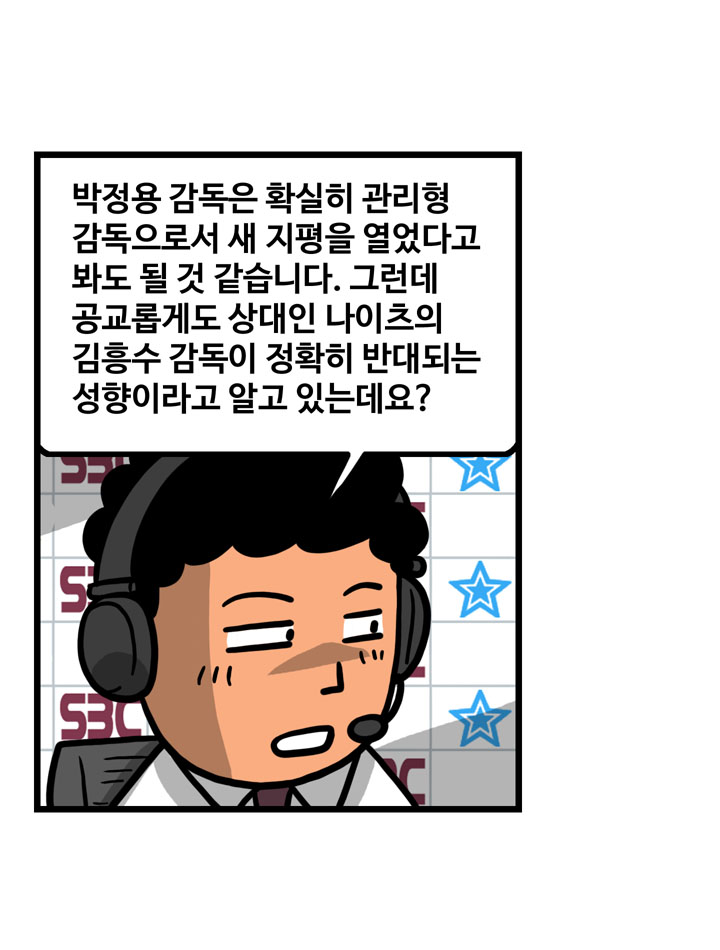 박정용 감독은 확실히 관리형
감독으로서 새 지평을 열었다고
봐도 될 것 같습니다. 그런데
공교롭게도 상대인 나이츠의
김흥수 감독이 정확히 반대되는
성향이라고 알고 있는데요?
SBC